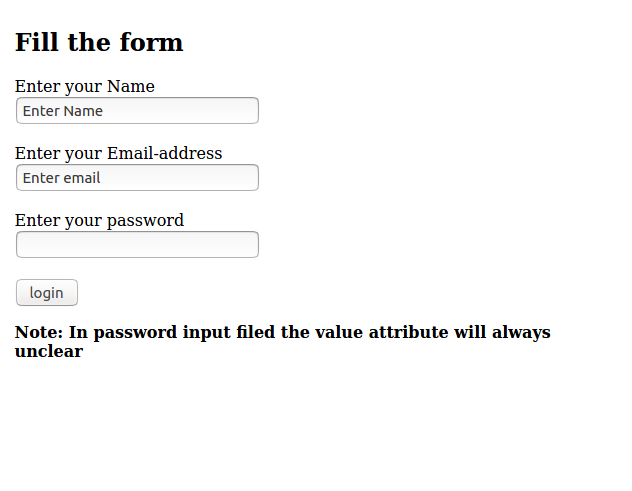 Fill the form
Enter your Name
Enter Name
Enter your Email-address
Enter email
Enter your password
login
Note: In password input filed the value attribute will always
unclear